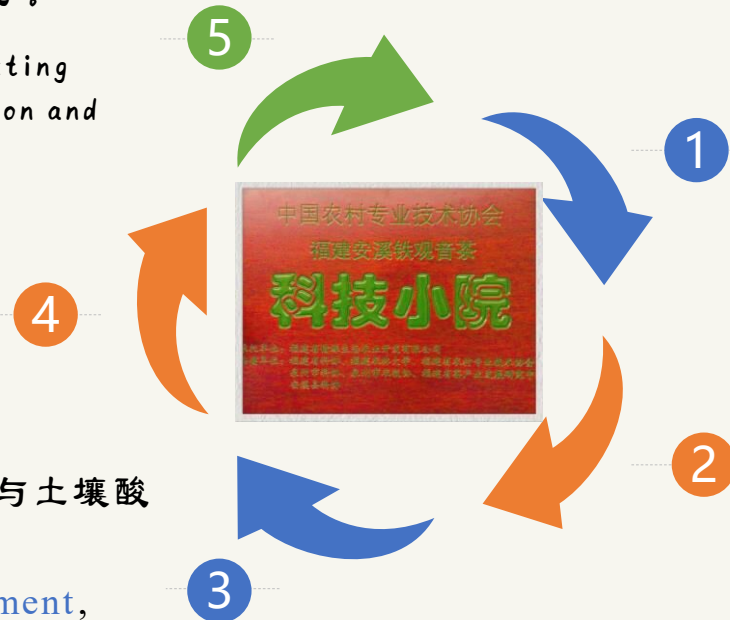 5
ting
on and
1
中国农村专业技术协会
福建安溪铁观音茶
科技小院
4
2
与土壤酸
3
ment,